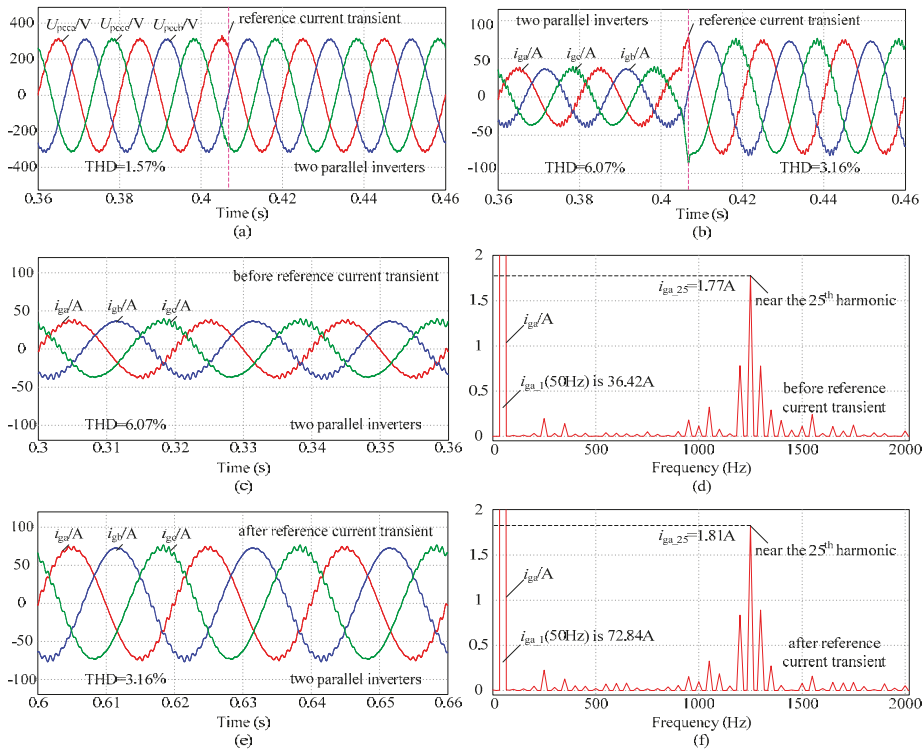 400
200
0
-200
-400
U_pcca/V U_pccc/V U_pccb/V
reference current transient
THD=1.57%
two parallel inverters
0.36 0.38 0.4 0.42 0.44 0.46
Time (s)
(a)
100
50
0
-50
-100
two parallel inverters
reference current transient
i_ga/A i_gc/A i_gb/A
THD=6.07%
THD=3.16%
0.36 0.38 0.4 0.42 0.44 0.46
Time (s)
(b)
100
50
0
-50
-100
before reference current transient
i_ga/A i_gb/A i_gc/A
THD=6.07%
two parallel inverters
0.3 0.31 0.32 0.33 0.34 0.35 0.36
Time (s)
(c)
2
1.5
1
0.5
0
i_ga_25=1.77A
near the 25th harmonic
i_ga/A
i_ga_1(50Hz) is 36.42A
before reference
current transient
0 500 1000 1500 2000
Frequency (Hz)
(d)
100
50
0
-50
-100
after reference current transient
i_ga/A i_gb/A i_gc/A
THD=3.16%
two parallel inverters
0.6 0.61 0.62 0.63 0.64 0.65 0.66
Time (s)
(e)
2
1.5
1
0.5
0
i_ga_25=1.81A
near the 25th harmonic
i_ga/A
i_ga_1(50Hz) is 72.84A
after reference
current transient
0 500 1000 1500 2000
Frequency (Hz)
(f)